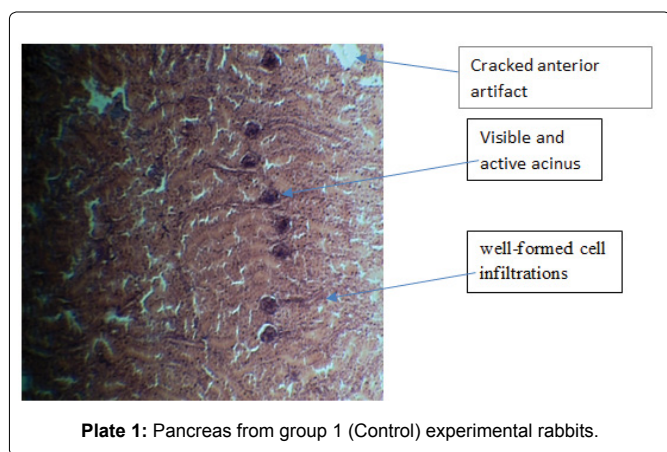 Cracked anterior
artifact
Visible and
active acinus
well-formed cell
infiltrations
Plate 1: Pancreas from group 1 (Control) experimental rabbits.